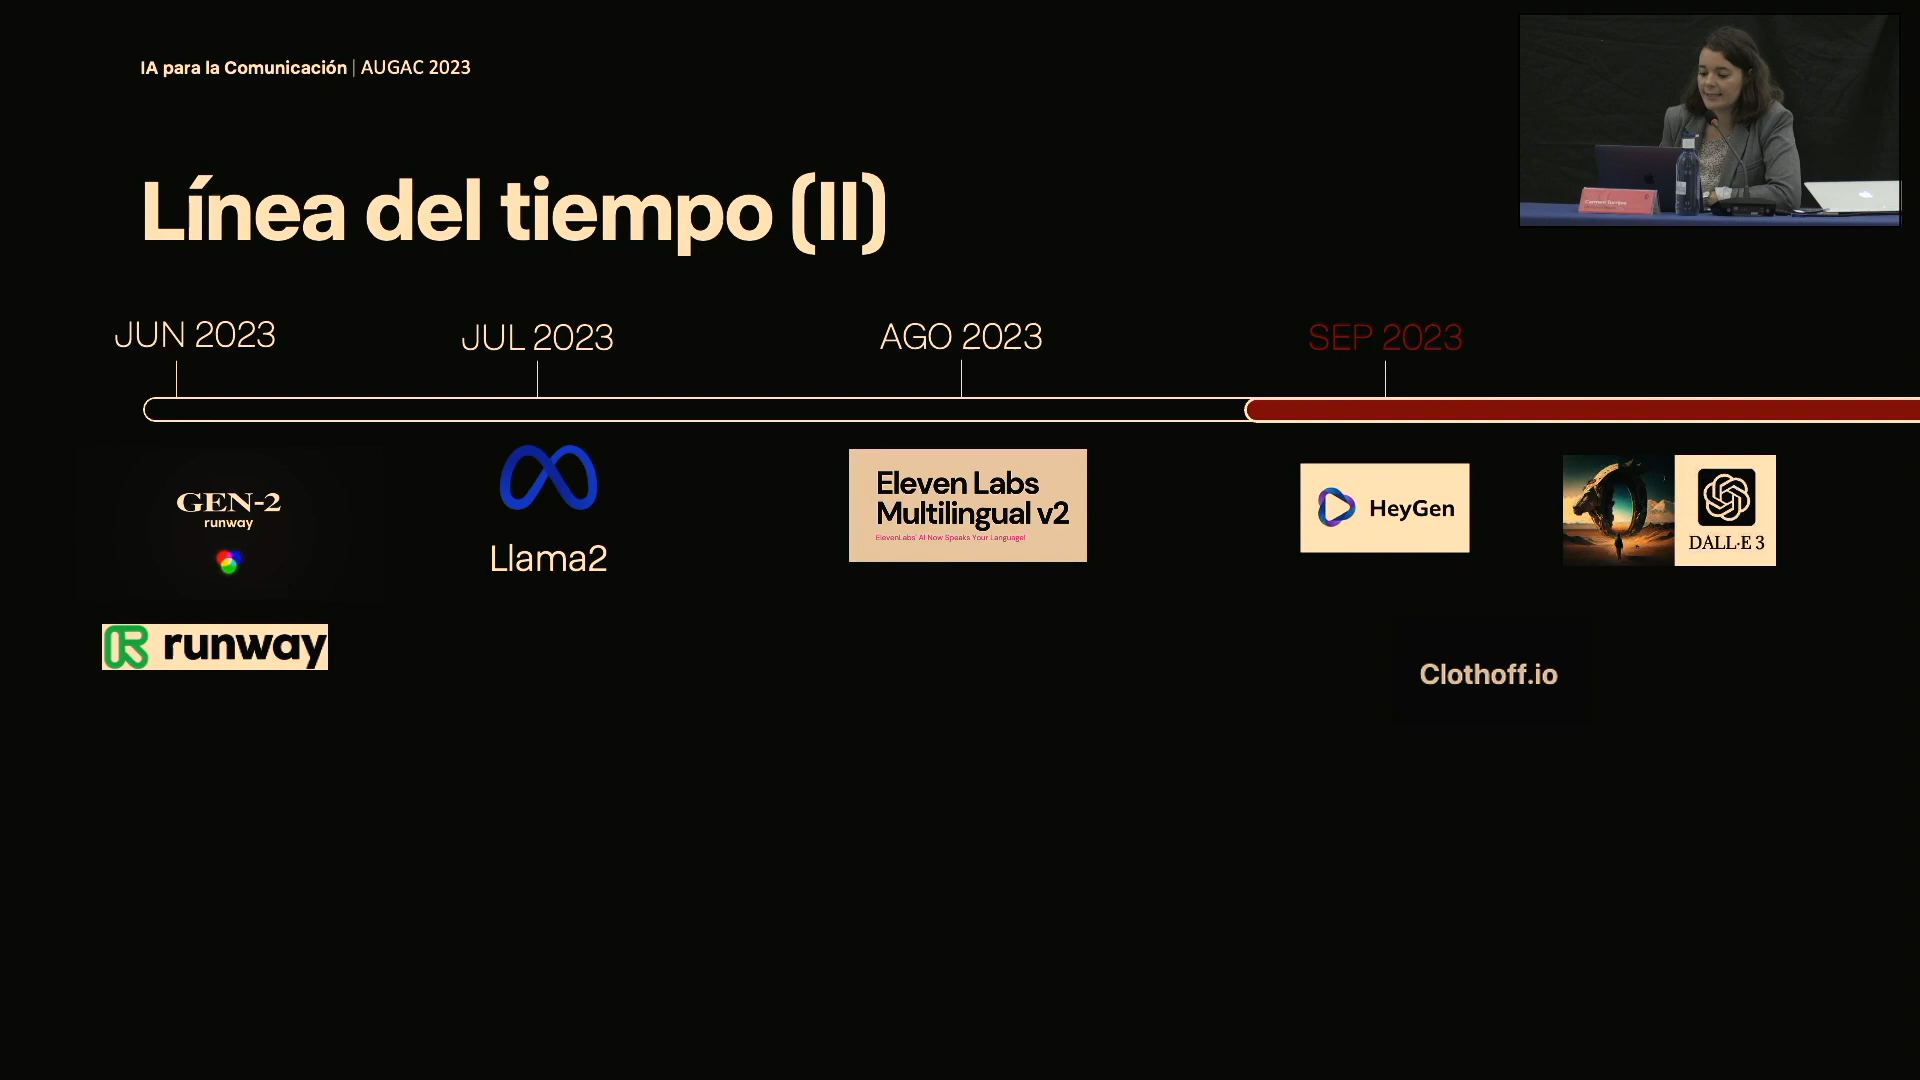 IA para la Comunicación | AUGAC 2023
Línea del tiempo (II)
JUN 2023
JUL 2023
AGO 2023
SEP 2023
GEN-2
runway
runway
Llama2
Eleven Labs
Multilingual v2
ElevenLabs' AI Now Speaks Your Language!
HeyGen
DALL·E 3
Clothoff.io